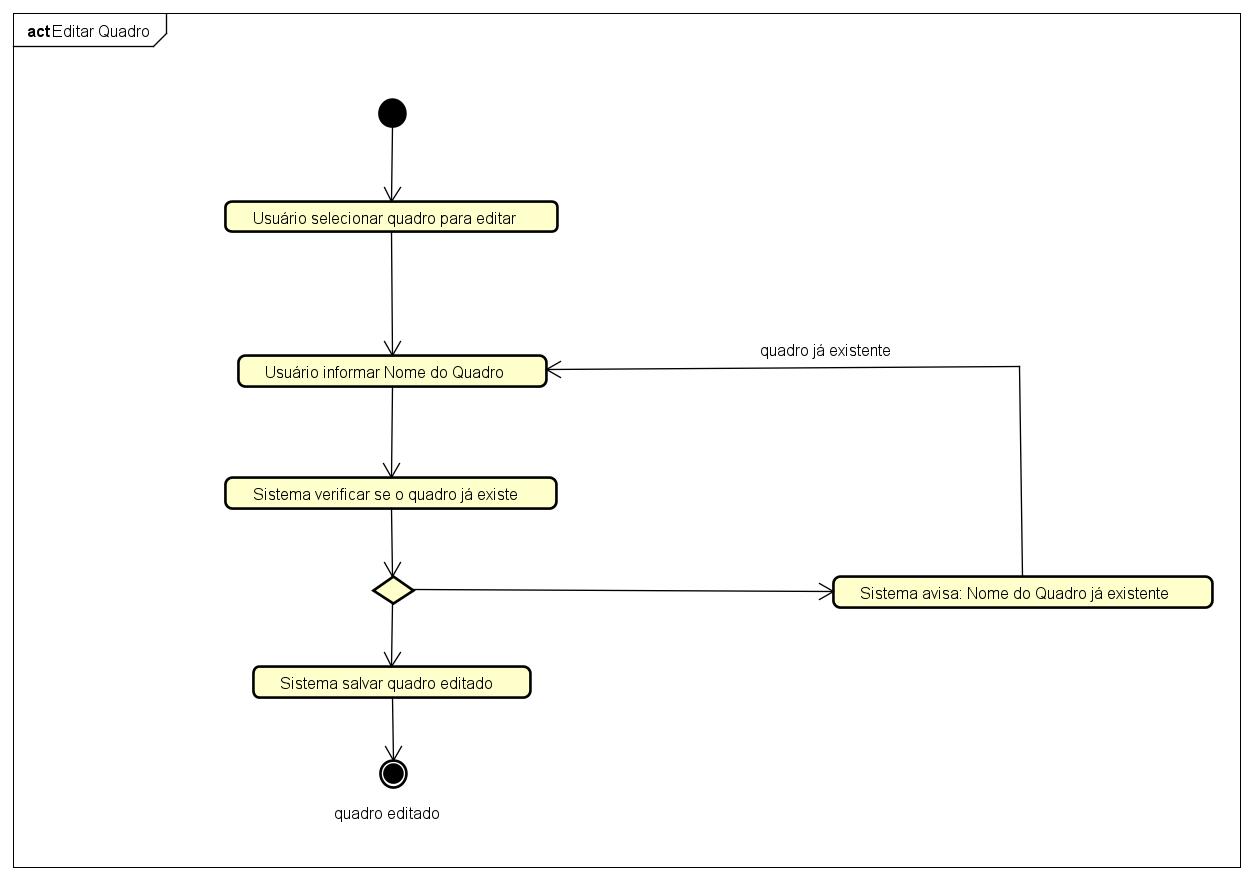 act Editar Quadro
Usuário selecionar quadro para editar
quadro já existente
Usuário informar Nome do Quadro
Sistema verificar se o quadro já existe
Sistema avisa: Nome do Quadro já existente
Sistema salvar quadro editado
quadro editado